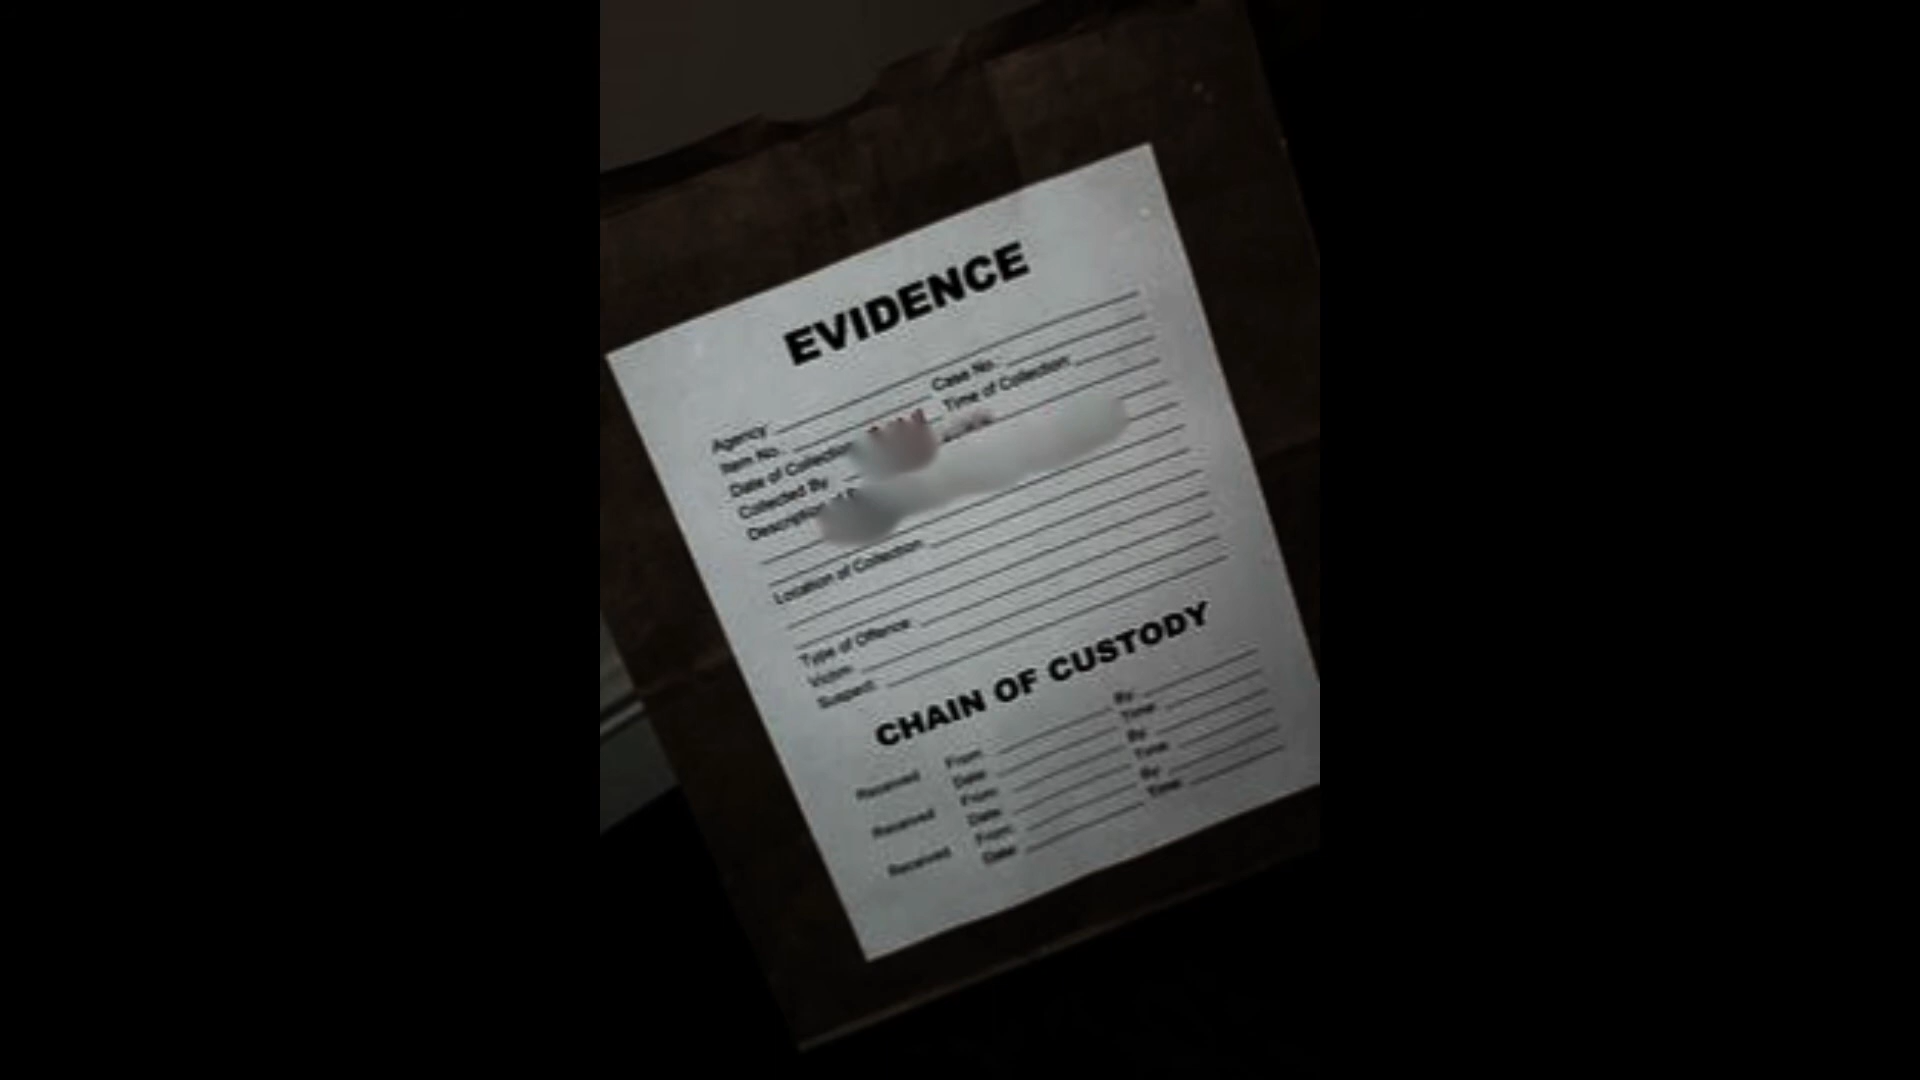 EVIDENCE
Agency
Case No.
Item No.
Time of Collection
Date of Collection
Collected By
Description
Location of Collection
Type of Offence
Victim
Suspect
CHAIN OF CUSTODY
Received From By
Date Time
Received From By
Date Time
Received From By
Date Time